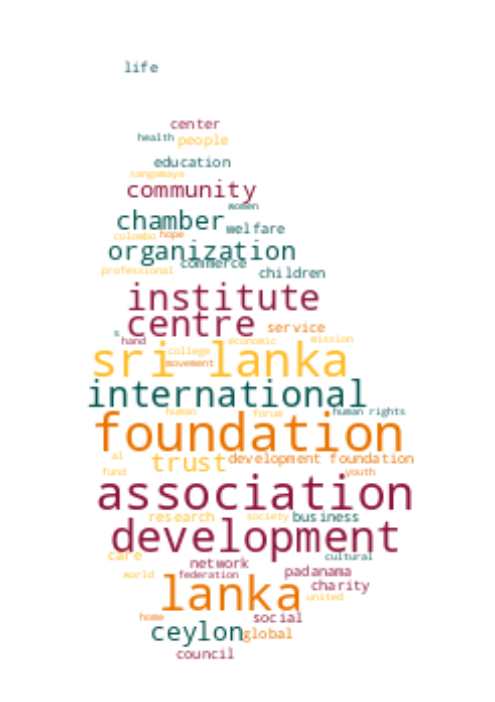 life
center
health people
education
sangamaya
community
women
chamber welfare
colombo hope
organization
commerce
professional children
institute
centre service
s
hand economic mission
sri lanka
college
movement
international
human forum human rights
foundation
al trust development foundation
fund youth
association
research society business
development
care cultural
network
world federation padanama
lanka charity
united
home social
ceylon global
council